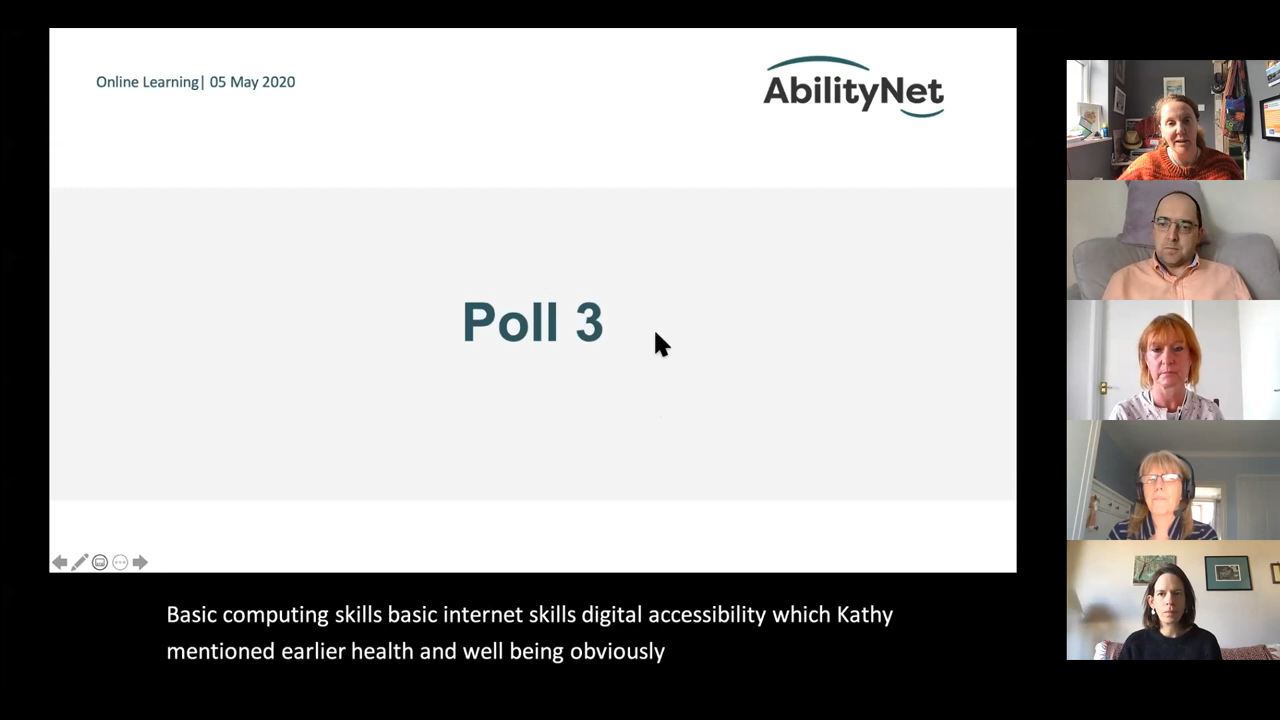 Online Learning| 05 May 2020
AbilityNet
Poll 3
Basic computing skills basic internet skills digital accessibility which Kathy
mentioned earlier health and well being obviously